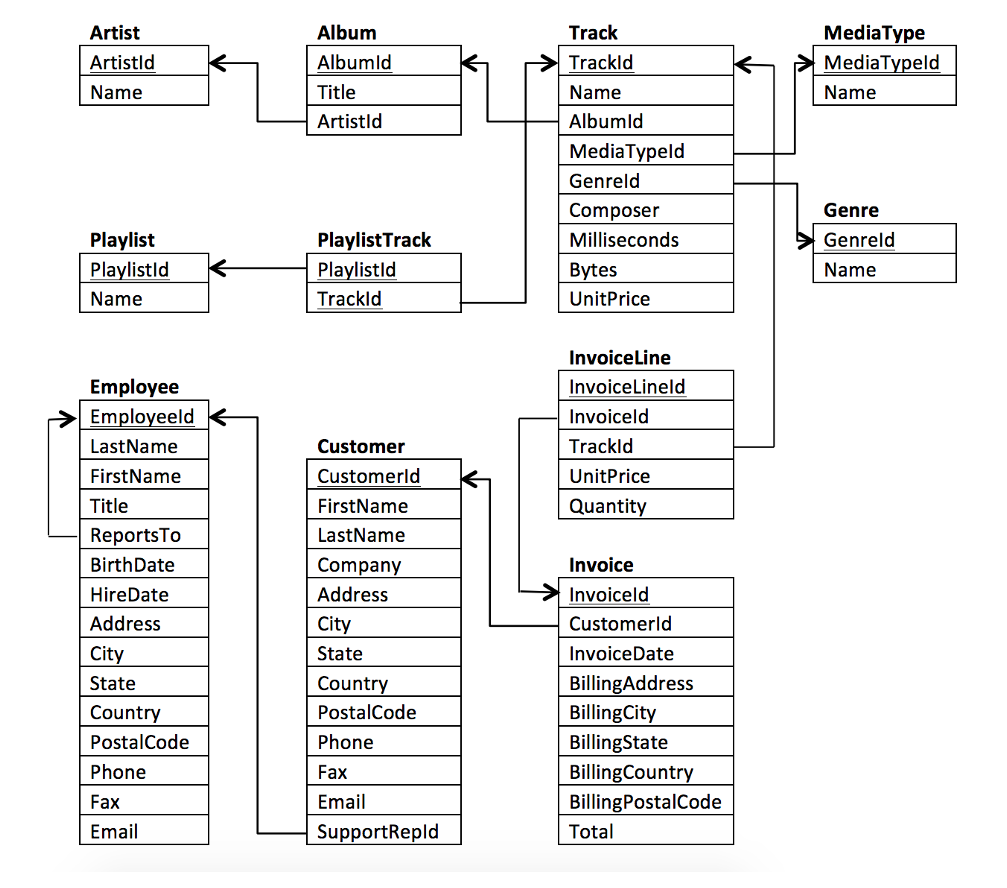 Artist
ArtistId
Name
Album
AlbumId
Title
ArtistId
Track
TrackId
Name
AlbumId
MediaTypeId
GenreId
Composer
Milliseconds
Bytes
UnitPrice
MediaType
MediaTypeId
Name
Genre
GenreId
Name
Playlist
PlaylistId
Name
PlaylistTrack
PlaylistId
TrackId
Employee
EmployeeId
LastName
FirstName
Title
ReportsTo
BirthDate
HireDate
Address
City
State
Country
PostalCode
Phone
Fax
Email
Customer
CustomerId
FirstName
LastName
Company
Address
City
State
Country
PostalCode
Phone
Fax
Email
SupportRepId
InvoiceLine
InvoiceLineId
InvoiceId
TrackId
UnitPrice
Quantity
Invoice
InvoiceId
CustomerId
InvoiceDate
BillingAddress
BillingCity
BillingState
BillingCountry
BillingPostalCode
Total